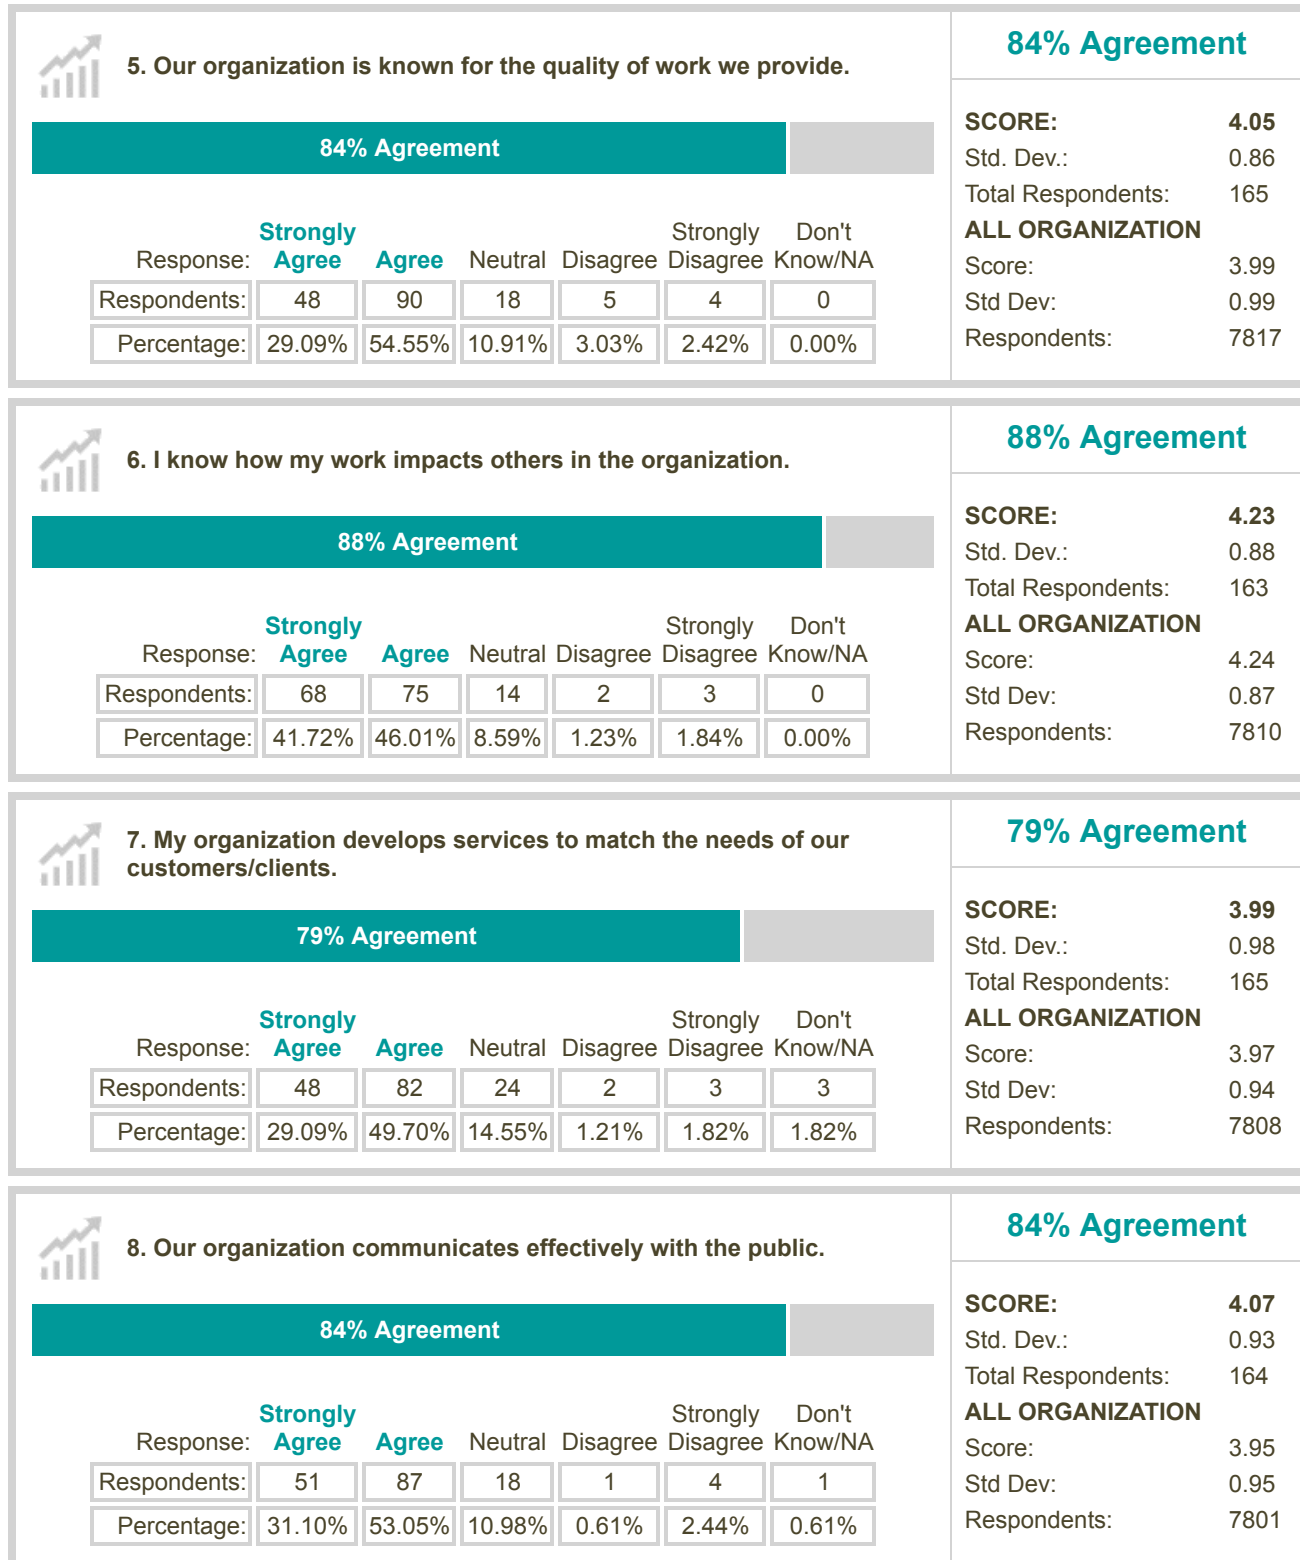 5. Our organization is known for the quality of work we provide.
84% Agreement
84% Agreement
Strongly Strongly Don't
Response: Agree Agree Neutral Disagree Disagree Know/NA
Respondents: 48 90 18 5 4 0
Percentage: 29.09% 54.55% 10.91% 3.03% 2.42% 0.00%
SCORE: 4.05
Std. Dev.: 0.86
Total Respondents: 165
ALL ORGANIZATION
Score: 3.99
Std Dev: 0.99
Respondents: 7817
6. I know how my work impacts others in the organization.
88% Agreement
88% Agreement
Strongly Strongly Don't
Response: Agree Agree Neutral Disagree Disagree Know/NA
Respondents: 68 75 14 2 3 0
Percentage: 41.72% 46.01% 8.59% 1.23% 1.84% 0.00%
SCORE: 4.23
Std. Dev.: 0.88
Total Respondents: 163
ALL ORGANIZATION
Score: 4.24
Std Dev: 0.87
Respondents: 7810
7. My organization develops services to match the needs of our
customers/clients.
79% Agreement
79% Agreement
Strongly Strongly Don't
Response: Agree Agree Neutral Disagree Disagree Know/NA
Respondents: 48 82 24 2 3 3
Percentage: 29.09% 49.70% 14.55% 1.21% 1.82% 1.82%
SCORE: 3.99
Std. Dev.: 0.98
Total Respondents: 165
ALL ORGANIZATION
Score: 3.97
Std Dev: 0.94
Respondents: 7808
8. Our organization communicates effectively with the public.
84% Agreement
84% Agreement
Strongly Strongly Don't
Response: Agree Agree Neutral Disagree Disagree Know/NA
Respondents: 51 87 18 1 4 1
Percentage: 31.10% 53.05% 10.98% 0.61% 2.44% 0.61%
SCORE: 4.07
Std. Dev.: 0.93
Total Respondents: 164
ALL ORGANIZATION
Score: 3.95
Std Dev: 0.95
Respondents: 7801